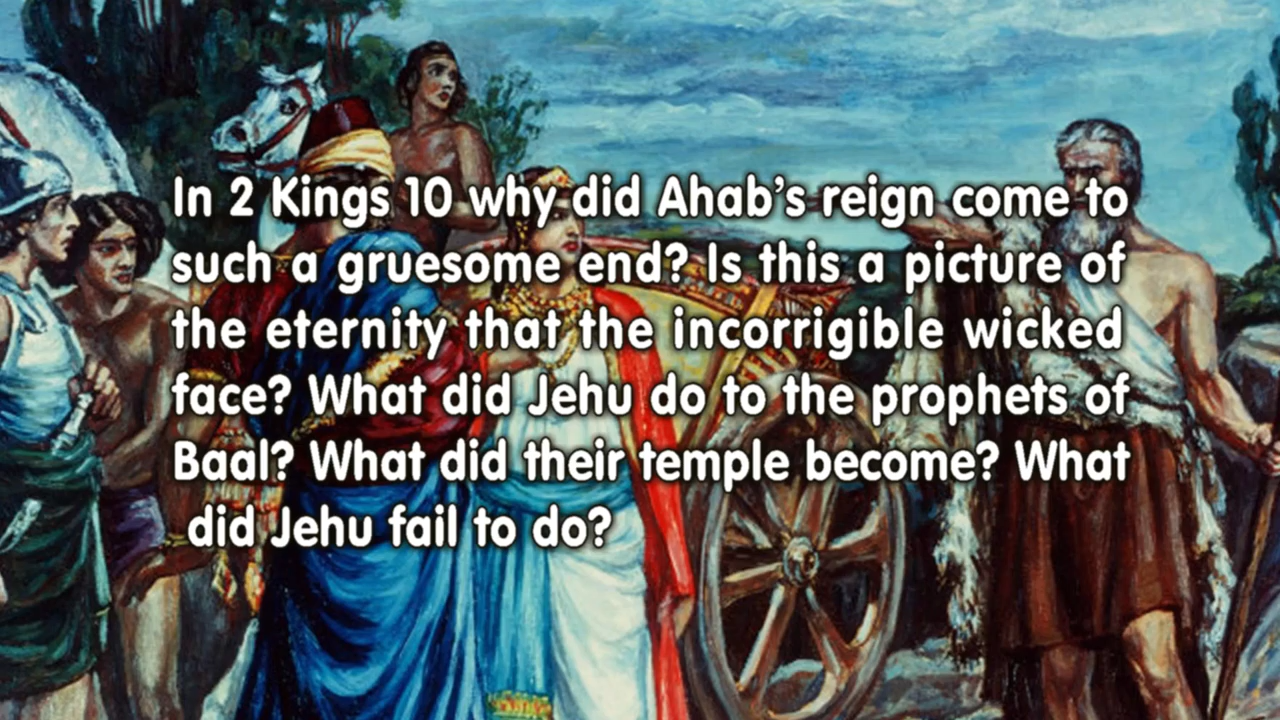 In 2 Kings 10 why did Ahab's reign come to
such a gruesome end? Is this a picture of
the eternity that the incorrigible wicked
face? What did Jehu do to the prophets of
Baal? What did their temple become? What
did Jehu fail to do?